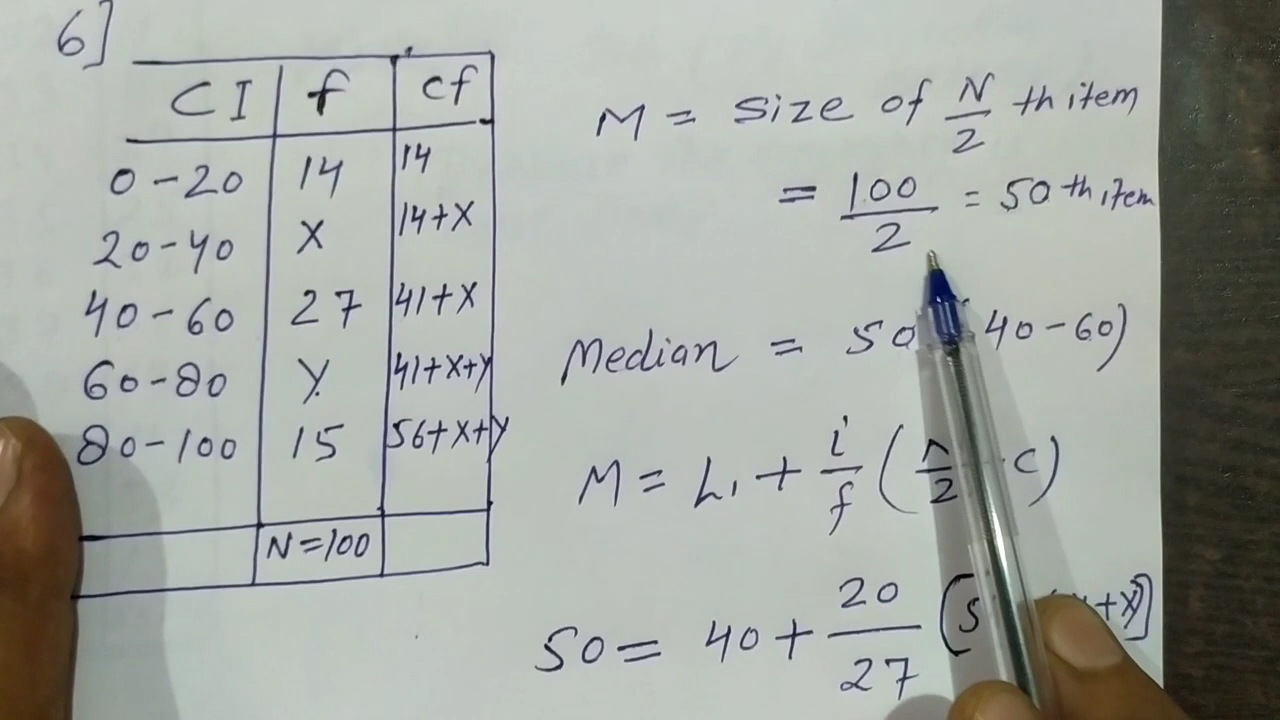 6]
CI f cf
0-20 14 14
20-40 X 14+X
40-60 27 41+X
60-80 Y 41+X+Y
80-100 15 56+X+Y
N=100
M = Size of N/2 th item
= 100/2 = 50 th item
Median = 50 40-60)
M = L1 + i/f ( /2 C)
50 = 40 + 20/27 [ +X)]